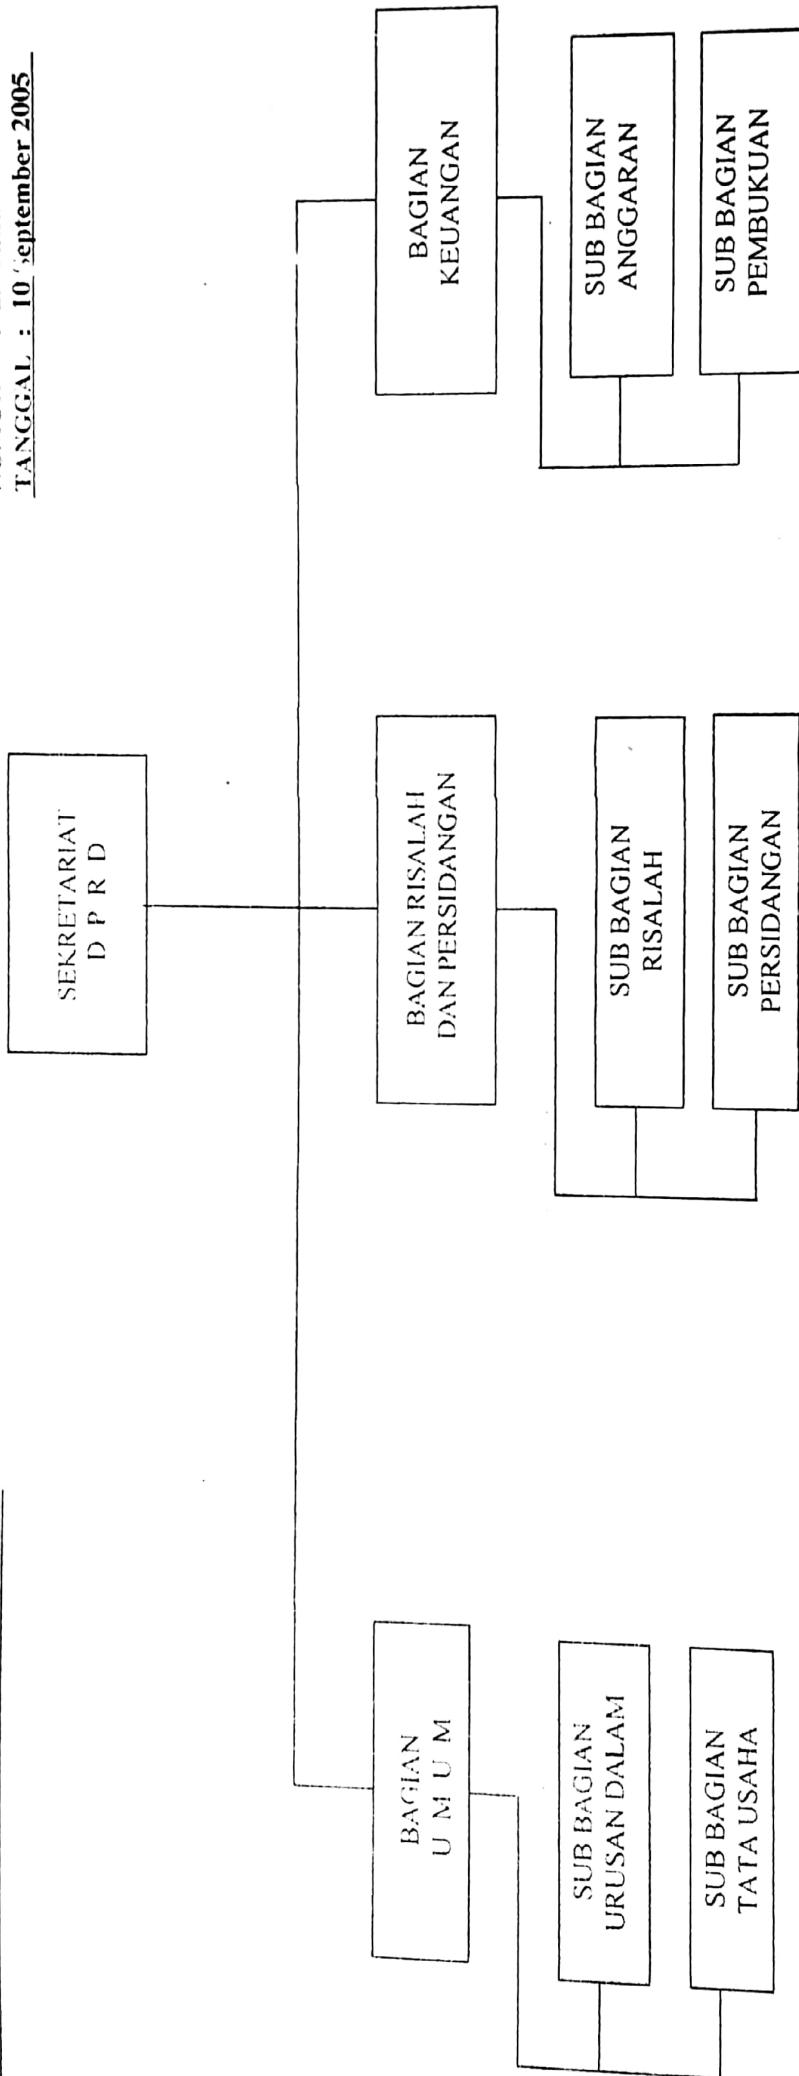 TANGGAL : 10 September 2005
SEKRETARIAT
D P R D
BAGIAN
U M U M
SUB BAGIAN
URUSAN DALAM
SUB BAGIAN
TATA USAHA
BAGIAN RISALAH
DAN PERSIDANGAN
SUB BAGIAN
RISALAH
SUB BAGIAN
PERSIDANGAN
BAGIAN
KEUANGAN
SUB BAGIAN
ANGGARAN
SUB BAGIAN
PEMBUKUAN